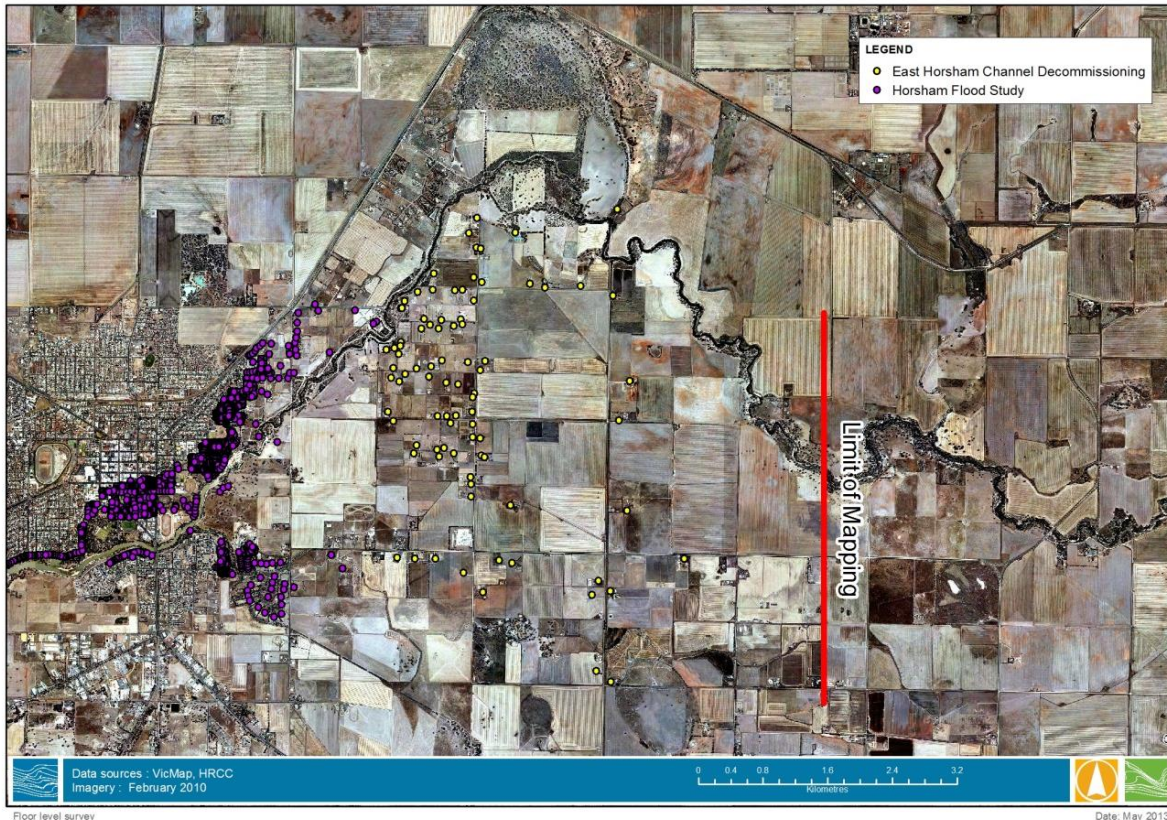 LEGEND
East Horsham Channel Decommissioning
Horsham Flood Study
Limit of Mapping
Data sources : VicMap, HRCC
Imagery : February 2010
0 0.4 0.8 1.6 2.4 3.2
Kilometres
Floor level survey
Date: May 2013